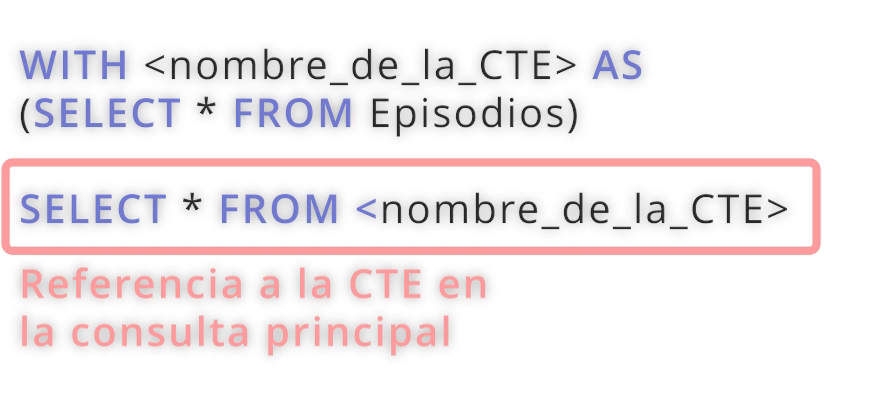 WITH <nombre_de_la_CTE> AS
(SELECT * FROM Episodios)
SELECT * FROM <nombre_de_la_CTE>
Referencia a la CTE en
la consulta principal